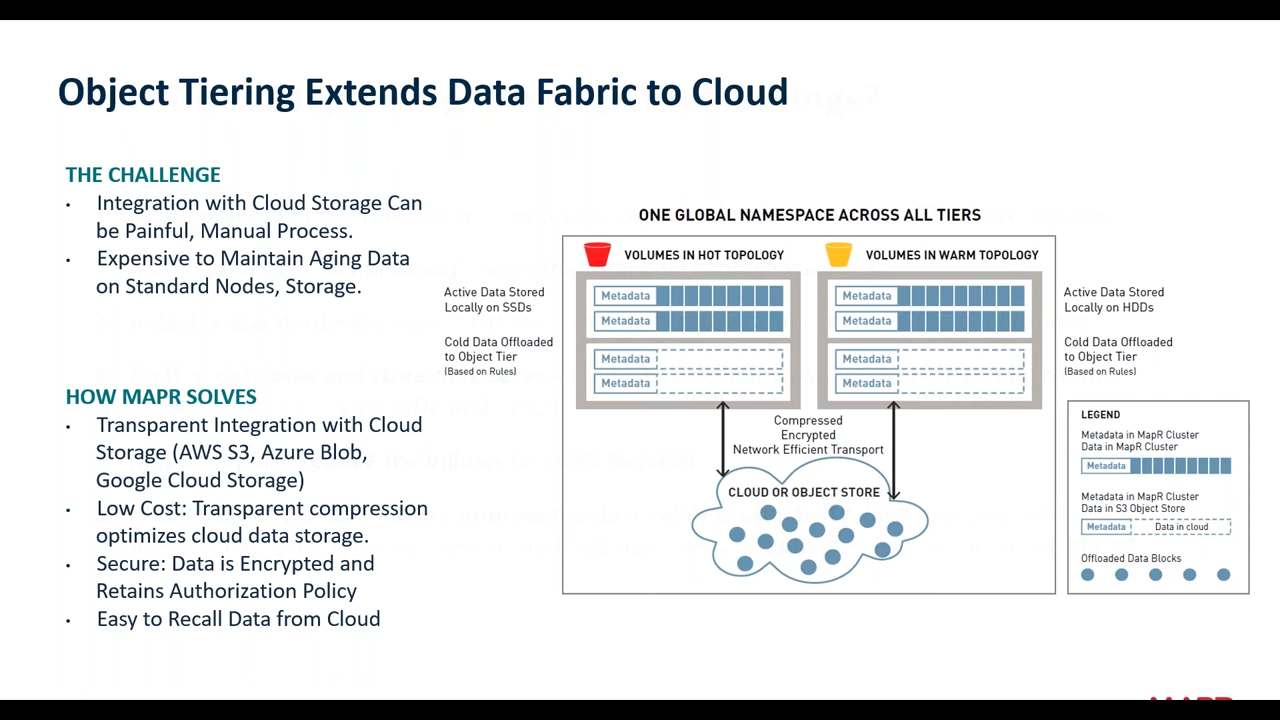 Object Tiering Extends Data Fabric to Cloud
THE CHALLENGE
• Integration with Cloud Storage Can
be Painful, Manual Process.
• Expensive to Maintain Aging Data
on Standard Nodes, Storage.
HOW MAPR SOLVES
• Transparent Integration with Cloud
Storage (AWS S3, Azure Blob,
Google Cloud Storage)
• Low Cost: Transparent compression
optimizes cloud data storage.
• Secure: Data is Encrypted and
Retains Authorization Policy
• Easy to Recall Data from Cloud
ONE GLOBAL NAMESPACE ACROSS ALL TIERS
VOLUMES IN HOT TOPOLOGY
VOLUMES IN WARM TOPOLOGY
Active Data Stored
Locally on SSDs
Cold Data Offloaded
to Object Tier
(Based on Rules)
Metadata
Metadata
Metadata
Metadata
Metadata
Metadata
Metadata
Metadata
Active Data Stored
Locally on HDDs
Cold Data Offloaded
to Object Tier
(Based on Rules)
Compressed
Encrypted
Network Efficient Transport
CLOUD OR OBJECT STORE
LEGEND
Metadata in MapR Cluster
Data in MapR Cluster
Metadata
Metadata in MapR Cluster
Data in S3 Object Store
Metadata Data in cloud
Offloaded Data Blocks